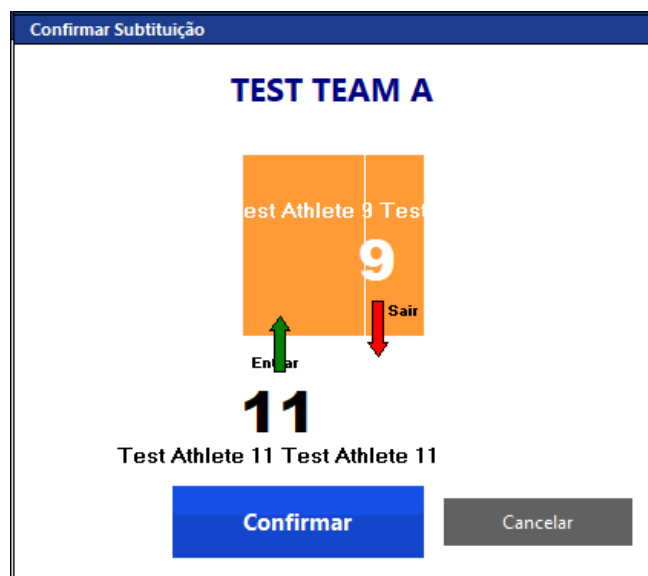 Confirmar Subtituição
TEST TEAM A
est Athlete 9 Test
9
Sair
Entrar
11
Test Athlete 11 Test Athlete 11
Confirmar
Cancelar